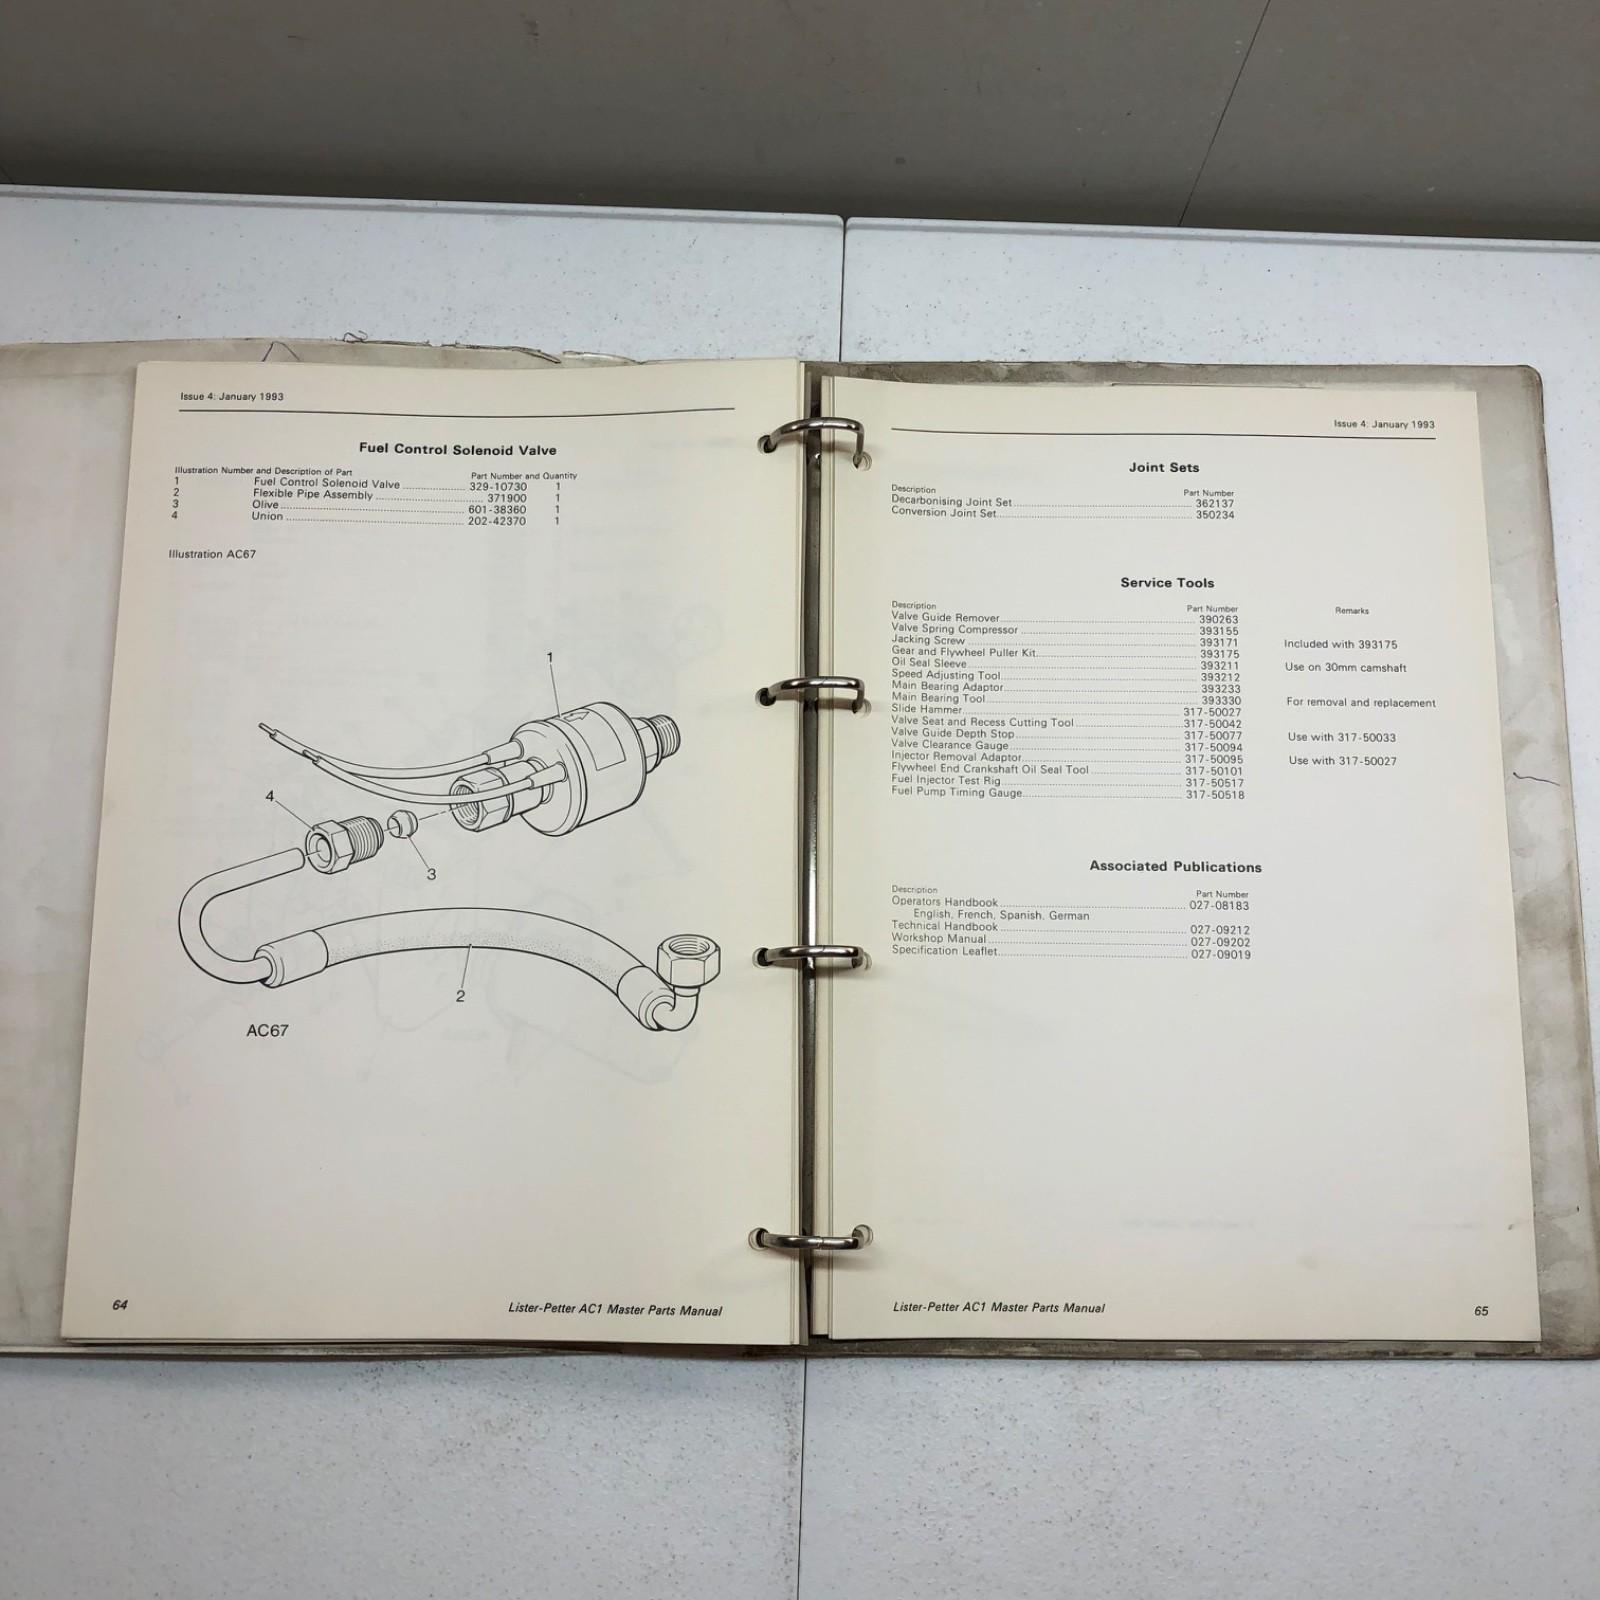 Issue 4: January 1993
Fuel Control Solenoid Valve
Illustration Number and Description of Part Part Number and Quantity
1 Fuel Control Solenoid Valve 329-10730 1
2 Flexible Pipe Assembly 371900 1
3 Olive 601-38360 1
4 Union 202-42370 1
Illustration AC67
1
4
3
2
AC67
64 Lister-Petter AC1 Master Parts Manual
Issue 4: January 1993
Joint Sets
Description Part Number
Decarbonising Joint Set 362137
Conversion Joint Set 350234
Service Tools
Description Part Number Remarks
Valve Guide Remover 390263
Valve Spring Compressor 393155
Jacking Screw 393171 Included with 393175
Gear and Flywheel Puller Kit 393175
Oil Seal Sleeve 393211 Use on 30mm camshaft
Speed Adjusting Tool 393212
Main Bearing Adaptor 393233
Main Bearing Tool 393330 For removal and replacement
Slide Hammer 317-50027
Valve Seat and Recess Cutting Tool 317-50042
Valve Guide Depth Stop 317-50077 Use with 317-50033
Valve Clearance Gauge 317-50094
Injector Removal Adaptor 317-50095 Use with 317-50027
Flywheel End Crankshaft Oil Seal Tool 317-50101
Fuel Injector Test Rig 317-50517
Fuel Pump Timing Gauge 317-50518
Associated Publications
Description Part Number
Operators Handbook 027-08183
English, French, Spanish, German
Technical Handbook 027-09212
Workshop Manual 027-09202
Specification Leaflet 027-09019
Lister-Petter AC1 Master Parts Manual 65